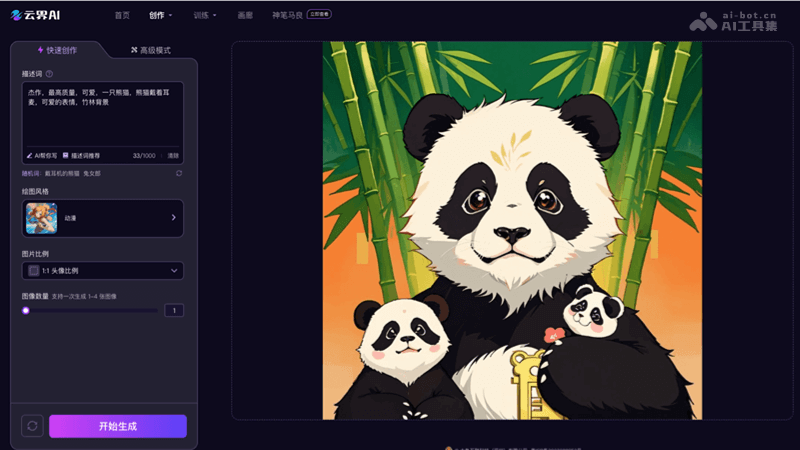 云界AI
首页
创作
训练
画廊
神笔马良
立即查看
ai-bot.cn
AI工具集
快速创作
高级模式
描述词
杰作，最高质量，可爱，一只熊猫，熊猫戴着耳
麦，可爱的表情，竹林背景
AI帮你写
描述词推荐
33/1000
清除
随机词:
戴耳机的熊猫
兔女郎
绘图风格
动漫
图片比例
1:1 头像比例
图像数量
支持一次生成 1-4 张图像
1
开始生成